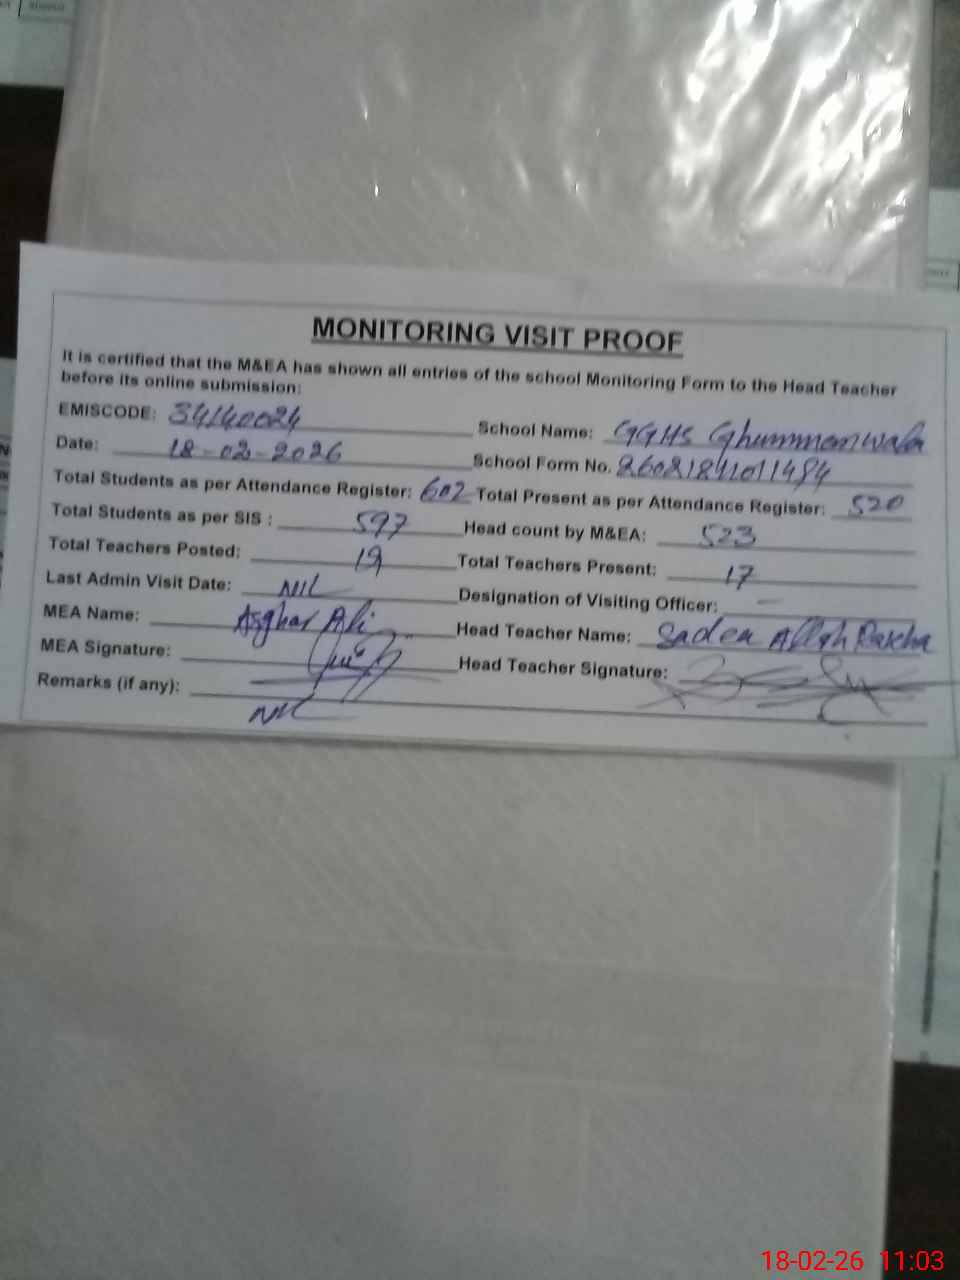 MONITORING VISIT PROOF
It is certified that the M&EA has shown all entries of the school Monitoring Form to the Head Teacher
before its online submission:
EMISCODE: 34140024 School Name: GGHS Ghummanwala
Date: 18-02-2026 School Form No. 26021841011484
Total Students as per Attendance Register: 602 Total Present as per Attendance Register: 520
Total Students as per SIS : 597 Head count by M&EA: 523
Total Teachers Posted: 19 Total Teachers Present: 17
Last Admin Visit Date: NIL Designation of Visiting Officer: —
MEA Name: Asghar Ali Head Teacher Name: Sadea Allah Rakha
MEA Signature: Head Teacher Signature:
Remarks (if any):
NIL
18-02-26 11:03